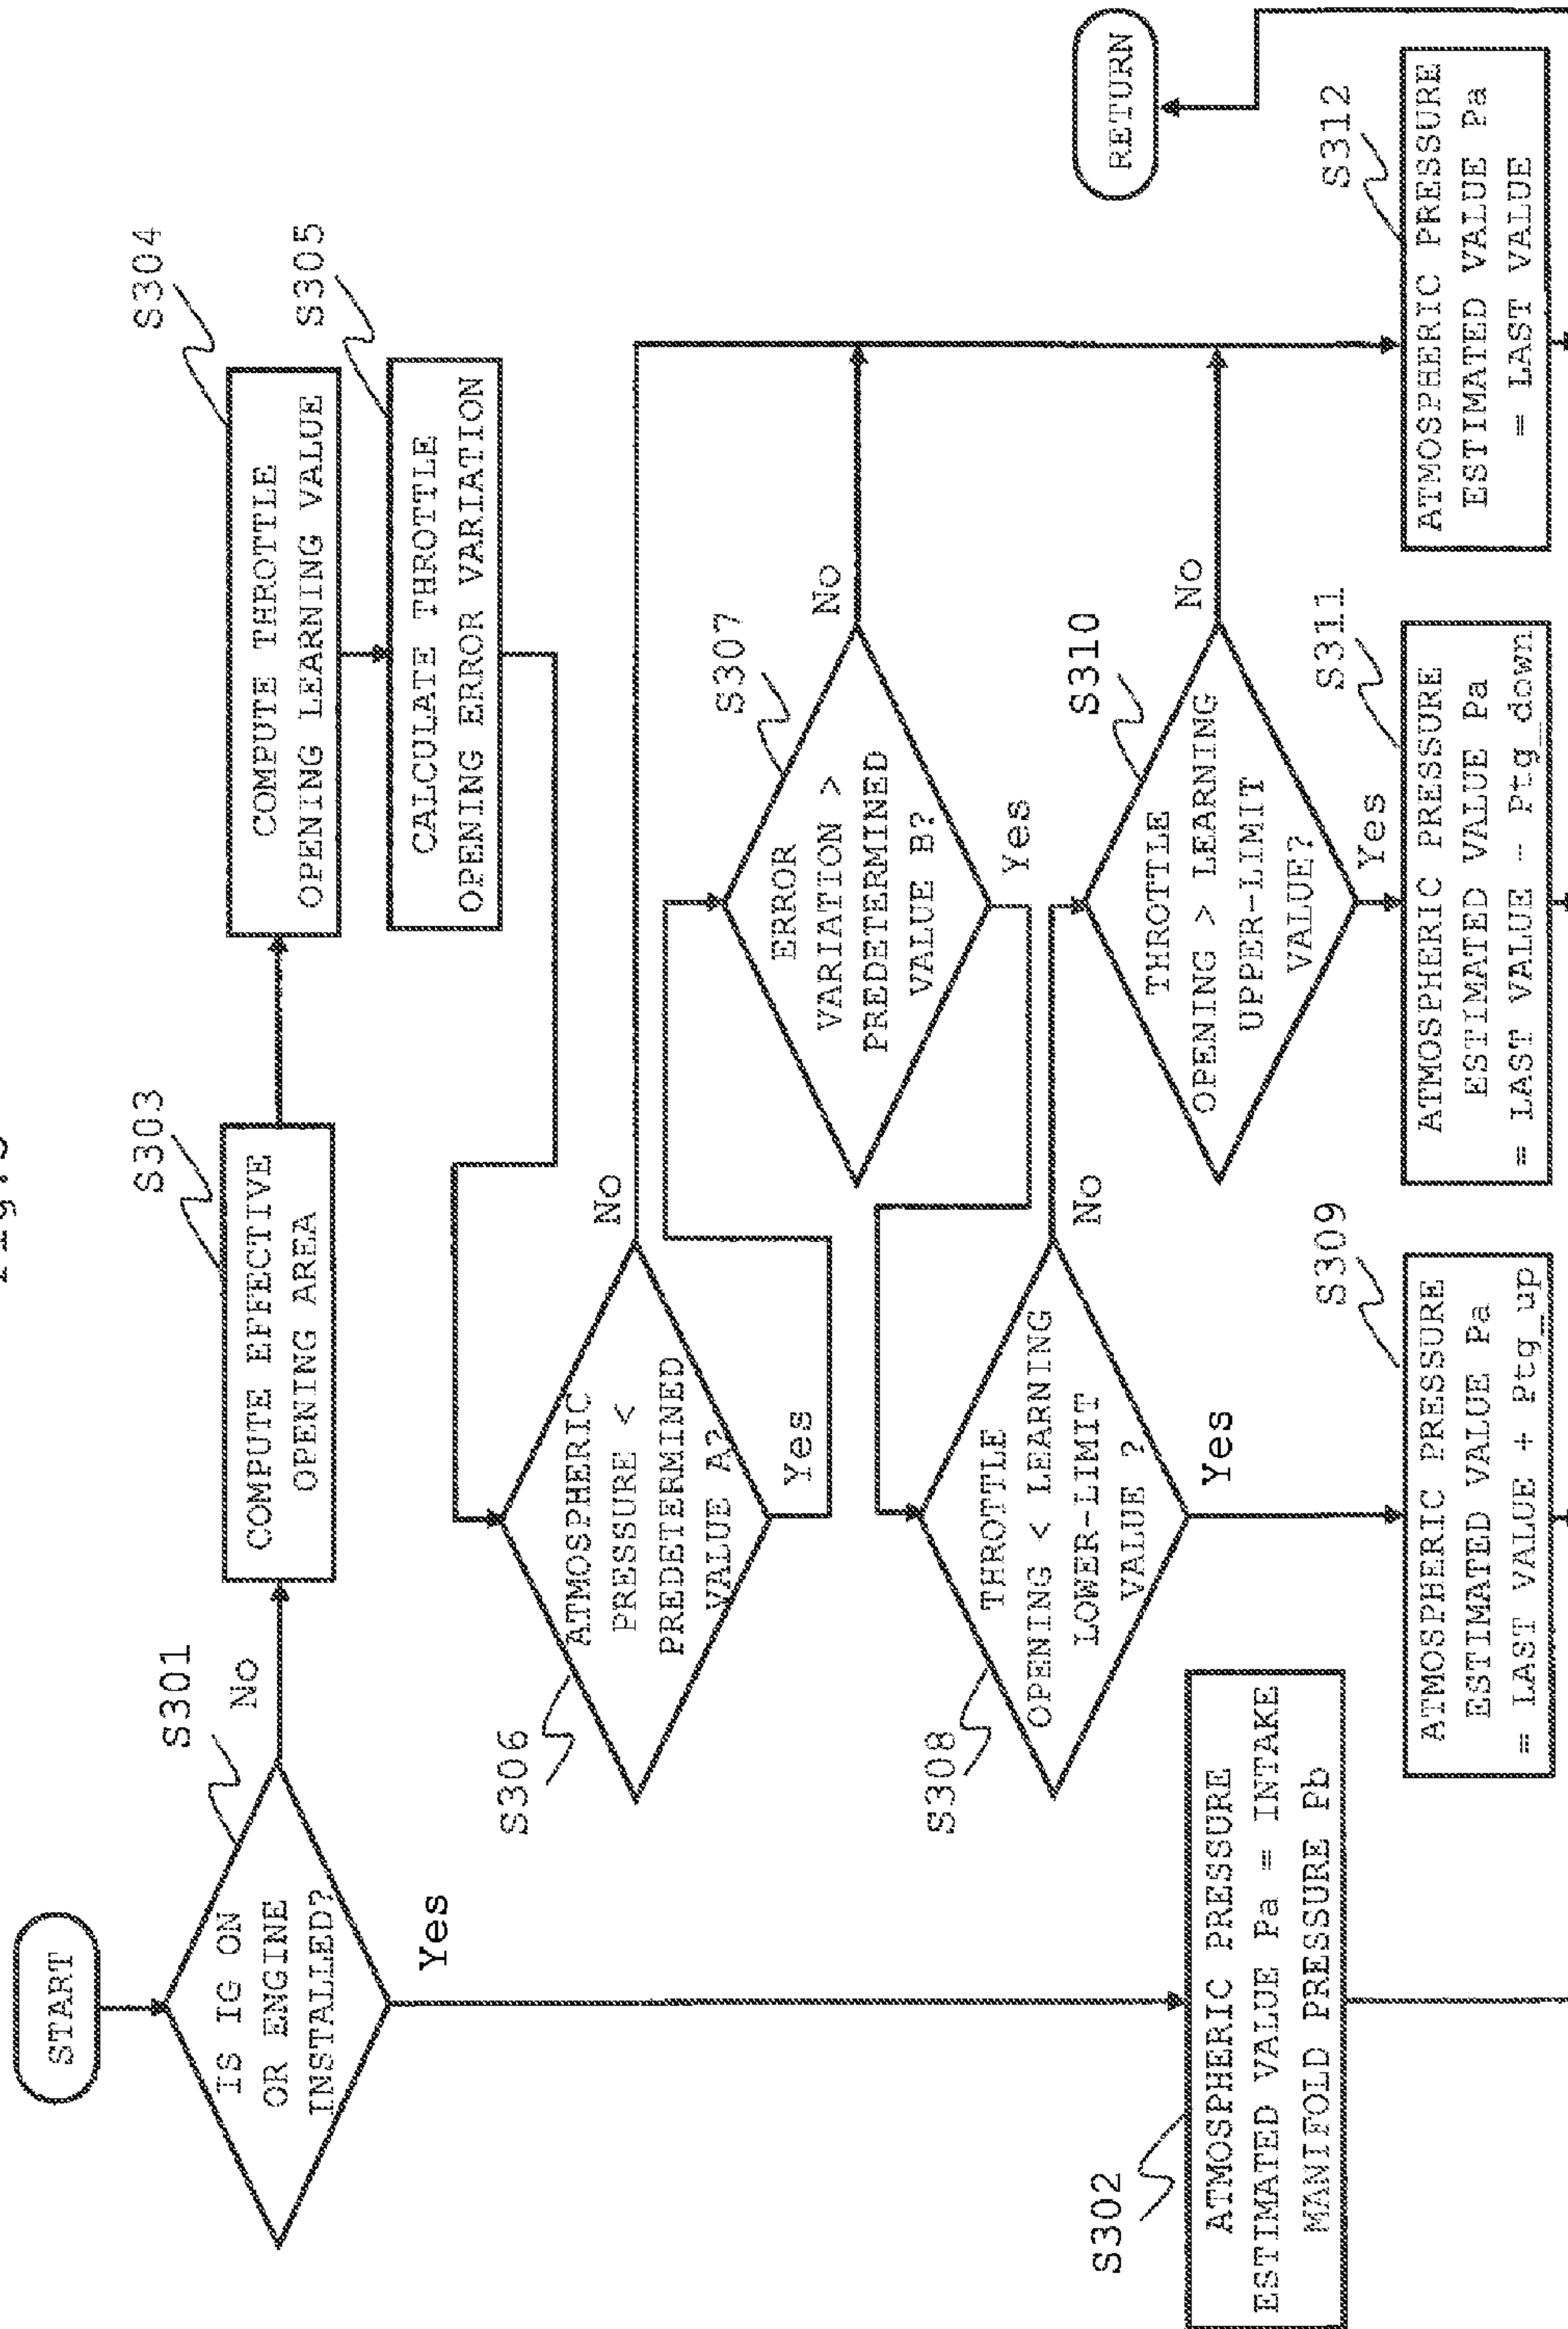 START
IS IG ON
OR ENGINE
INSTALLED?
S301
No
Yes
S302
ATMOSPHERIC PRESSURE
ESTIMATED VALUE Pa = INTAKE
MANIFOLD PRESSURE Pb
S303
COMPUTE EFFECTIVE
OPENING AREA
S304
COMPUTE THROTTLE
OPENING LEARNING VALUE
S305
CALCULATE THROTTLE
OPENING ERROR VARIATION
S306
ATMOSPHERIC
PRESSURE <
PREDETERMINED
VALUE A?
No
Yes
S307
ERROR
VARIATION >
PREDETERMINED
VALUE B?
No
Yes
S308
THROTTLE
OPENING < LEARNING
LOWER-LIMIT
VALUE ?
No
Yes
S309
ATMOSPHERIC PRESSURE
ESTIMATED VALUE Pa
= LAST VALUE + Ptg_up
S310
THROTTLE
OPENING > LEARNING
UPPER-LIMIT
VALUE?
No
Yes
S311
ATMOSPHERIC PRESSURE
ESTIMATED VALUE Pa
= LAST VALUE - Ptg_down
S312
ATMOSPHERIC PRESSURE
ESTIMATED VALUE Pa
= LAST VALUE
RETURN